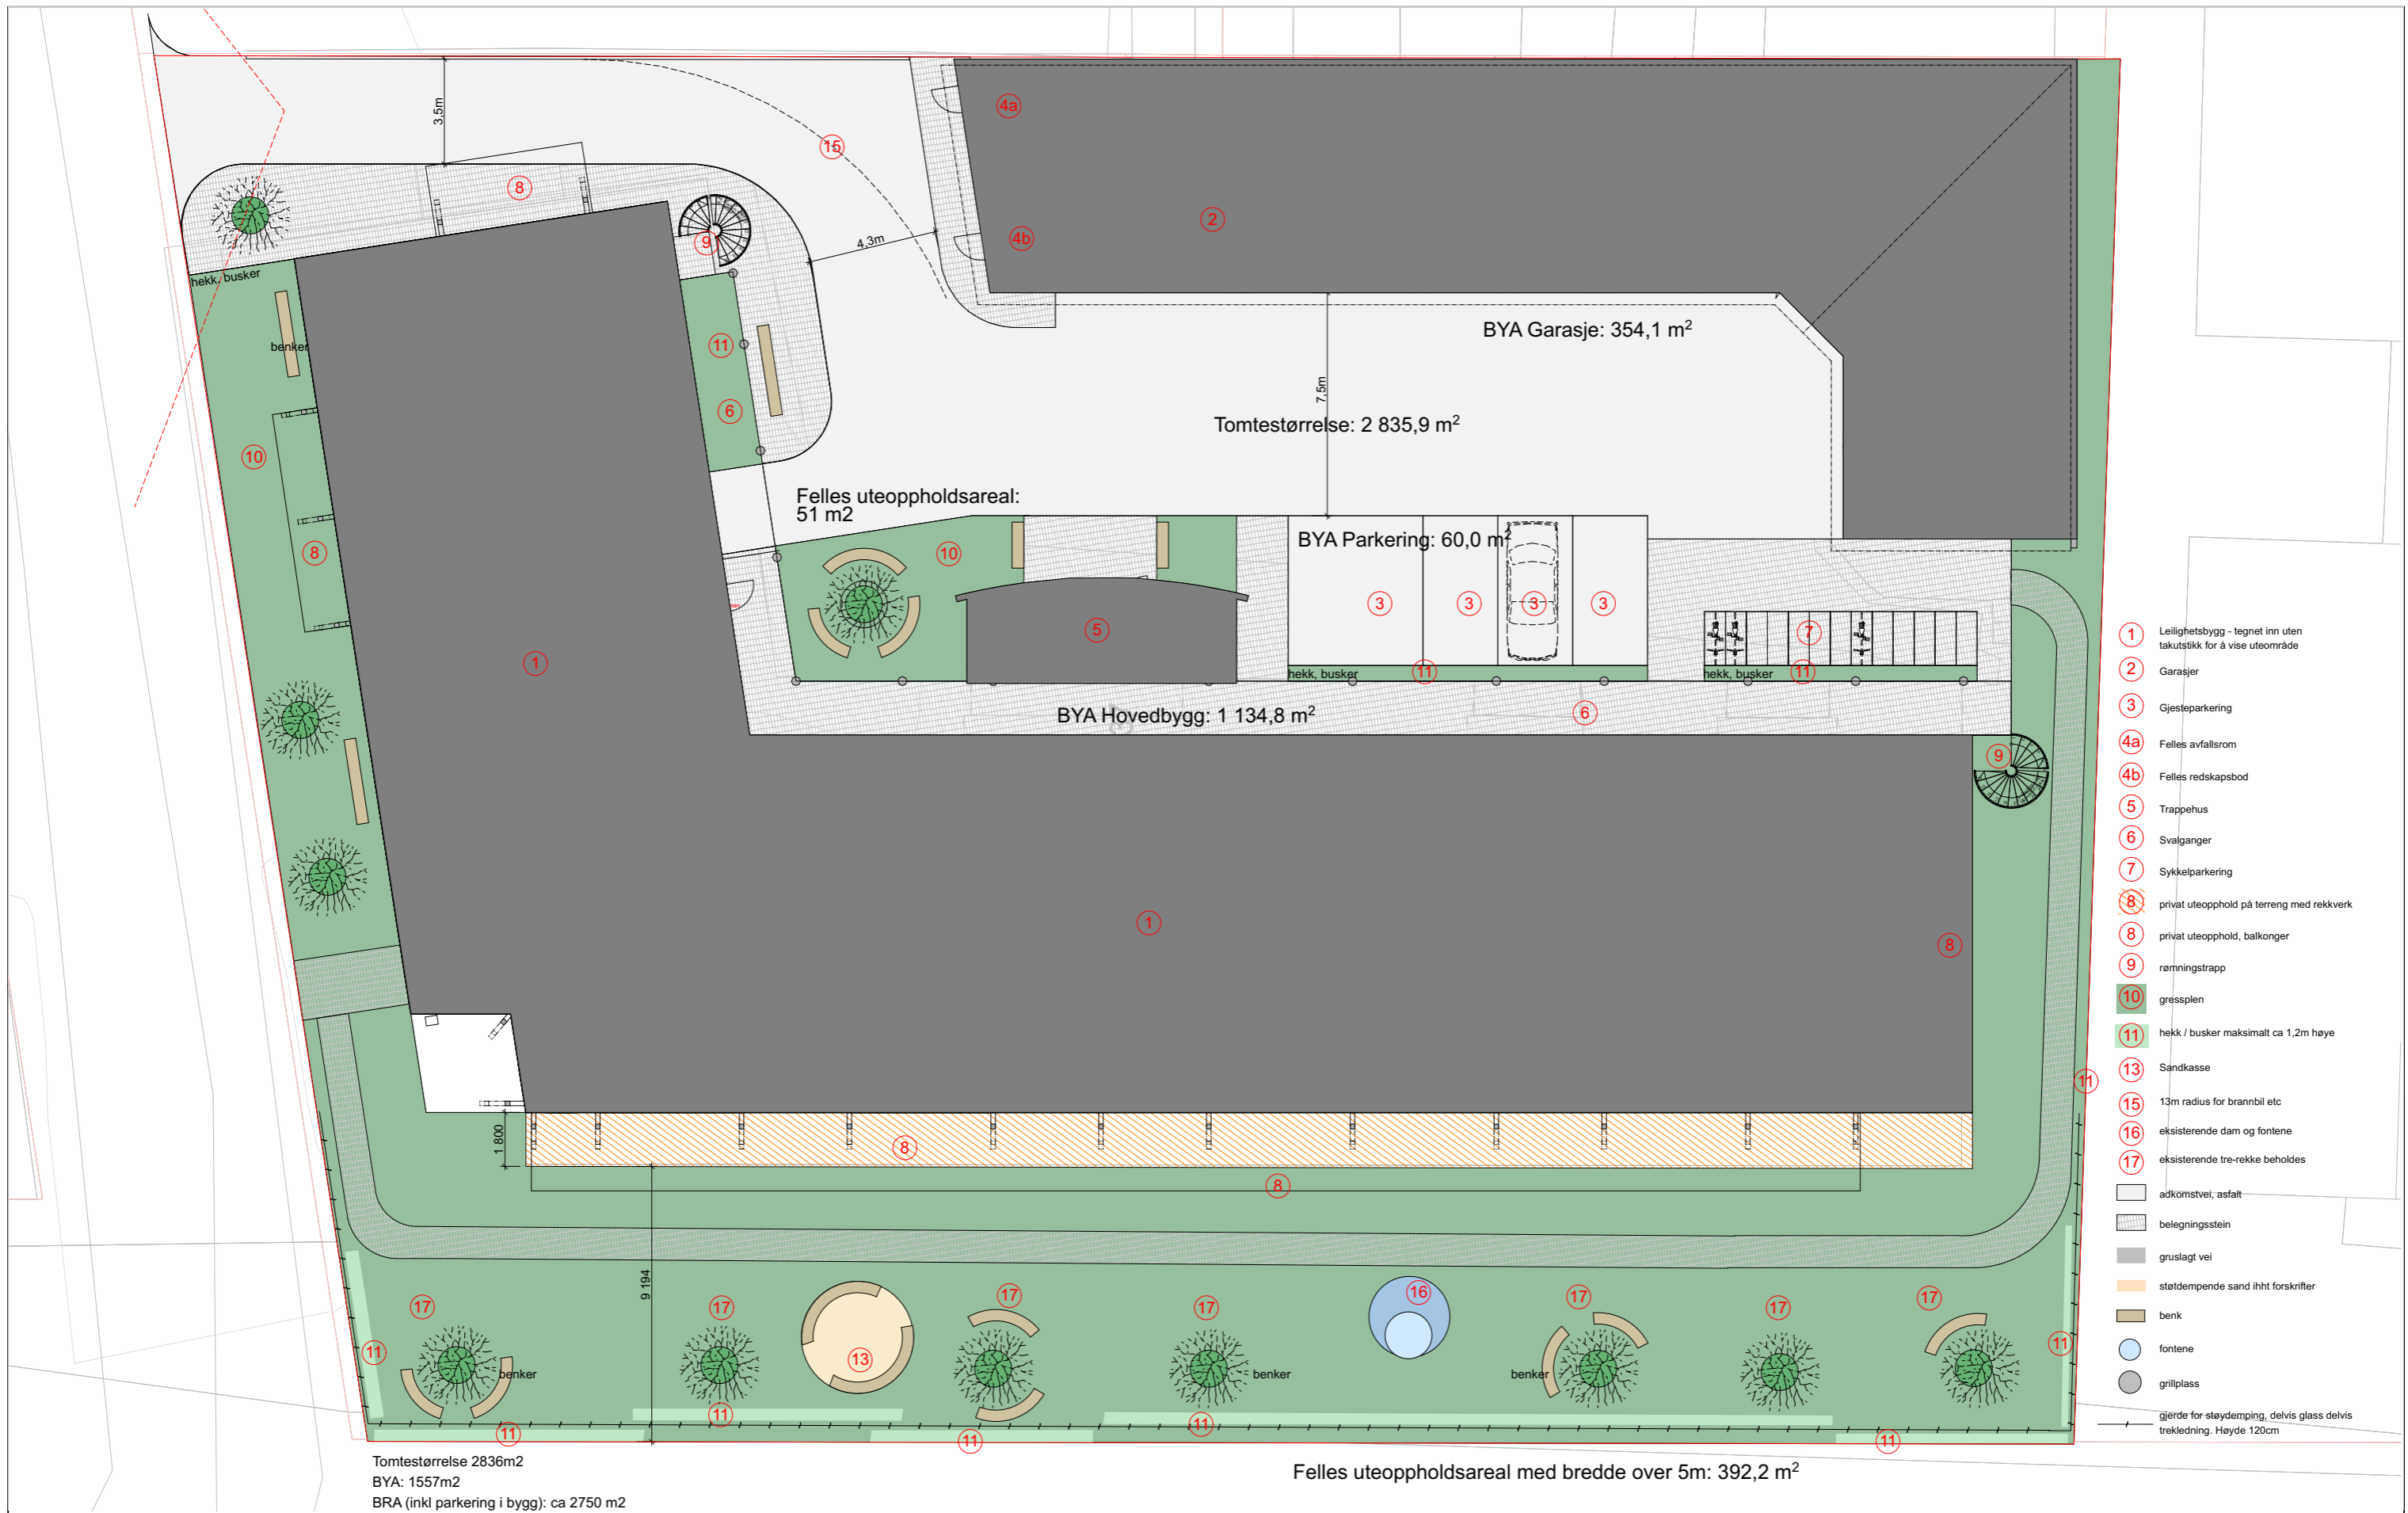 3,5m
15
4a
4b
2
8
9
4,3m
hekk, busker
benker
11
6
10
8
BYA Garasje: 354,1 m²
7,5m
Tomtestørrelse: 2 835,9 m²
Felles uteoppholdsareal:
51 m2
10
BYA Parkering: 60,0 m²
3
3
3
3
5
7
hekk, busker
11
hekk, busker
11
BYA Hovedbygg: 1 134,8 m²
6
1
9
1
8
11
1 800
8
8
9 194
17
17
17
17
16
17
17
17
13
11
11
benker
benker
benker
11
11
11
11
11
Tomtestørrelse 2836m2
BYA: 1557m2
BRA (inkl parkering i bygg): ca 2750 m2
Felles uteoppholdsareal med bredde over 5m: 392,2 m²
1 Leilighetsbygg - tegnet inn uten
takutstikk for å vise uteområde
2 Garasjer
3 Gjesteparkering
4a Felles avfallsrom
4b Felles redskapsbod
5 Trappehus
6 Svalganger
7 Sykkelparkering
8 privat uteopphold på terreng med rekkverk
8 privat uteopphold, balkonger
9 rømningstrapp
10 gressplen
11 hekk / busker maksimalt ca 1,2m høye
13 Sandkasse
15 13m radius for brannbil etc
16 eksisterende dam og fontene
17 eksisterende tre-rekke beholdes
adkomstvei, asfalt
belegningsstein
gruslagt vei
støtdempende sand ihht forskrifter
benk
fontene
grillplass
gjerde for støydemping, delvis glass delvis
trekledning. Høyde 120cm